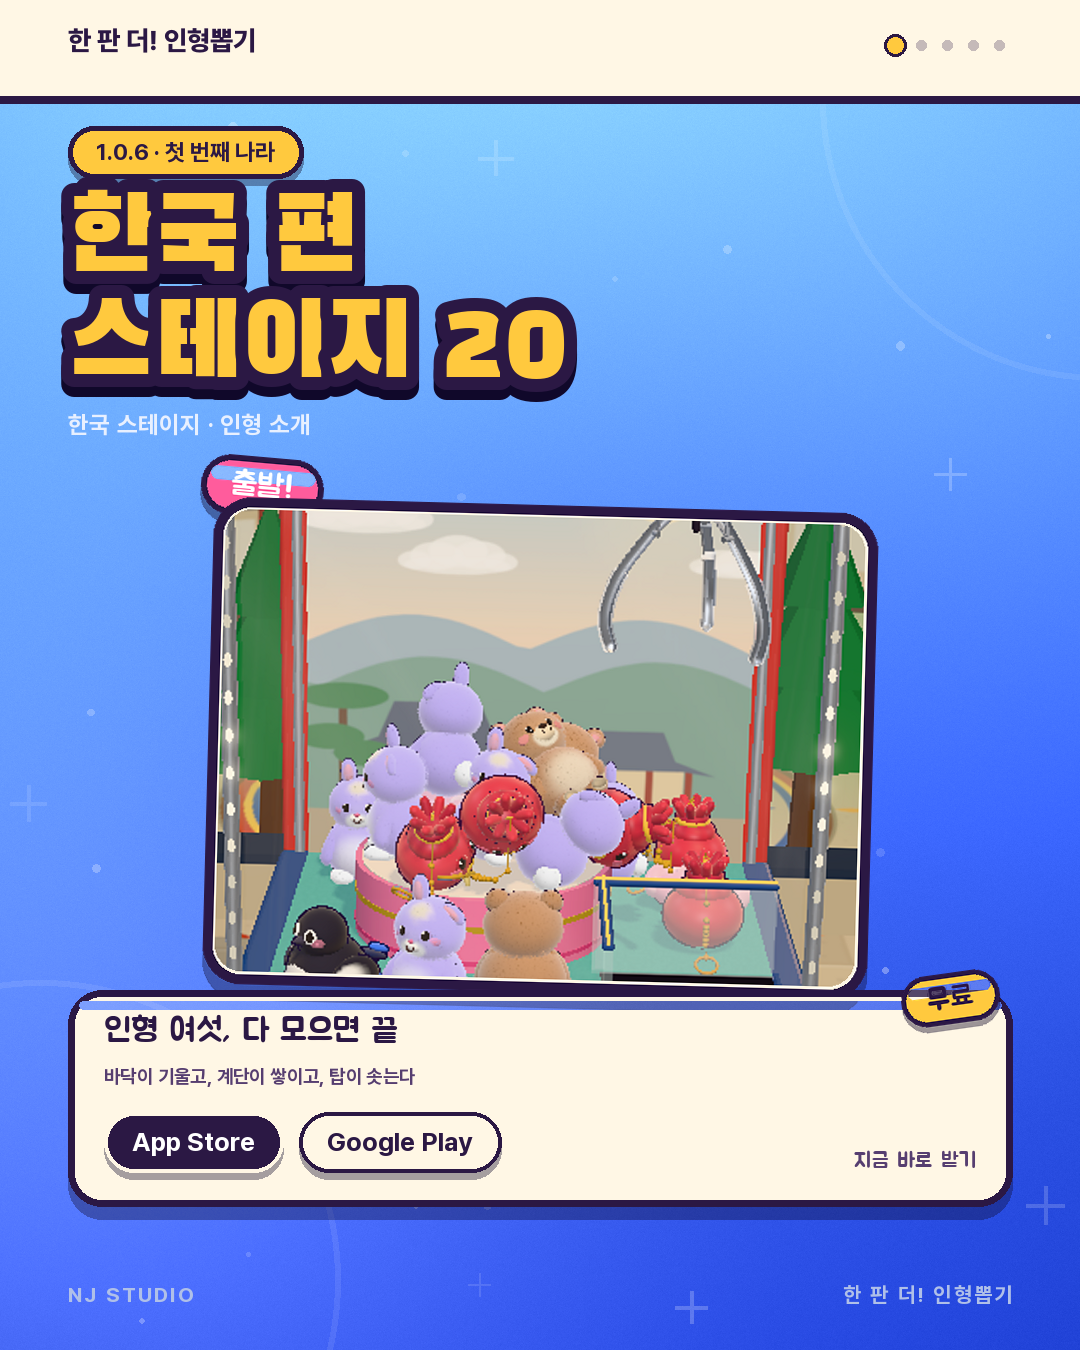 한 판 더! 인형뽑기
1.0.6 · 첫 번째 나라
한국 편
스테이지 20
한국 스테이지 · 인형 소개
출발!
무료
인형 여섯, 다 모으면 끝
바닥이 기울고, 계단이 쌓이고, 탑이 솟는다
App Store
Google Play
지금 바로 받기
NJ STUDIO
한 판 더! 인형뽑기